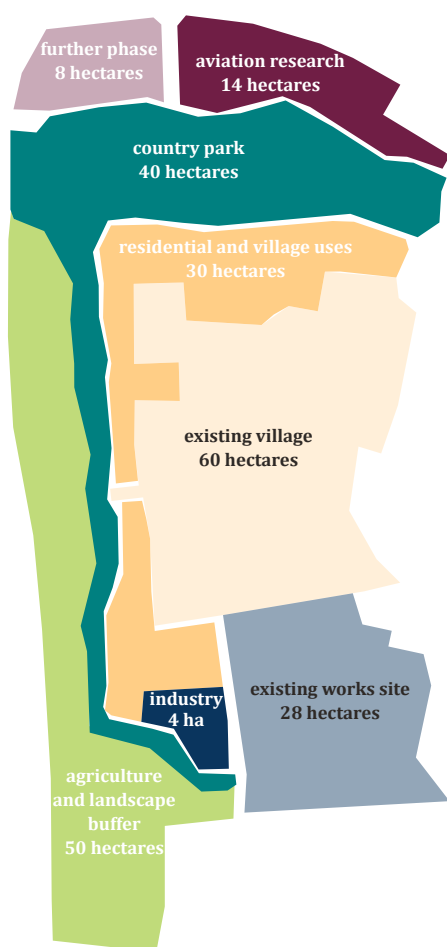 further phase
8 hectares
aviation research
14 hectares
country park
40 hectares
residential and village uses
30 hectares
existing village
60 hectares
existing works site
28 hectares
industry
4 ha
agriculture
and landscape
buffer
50 hectares